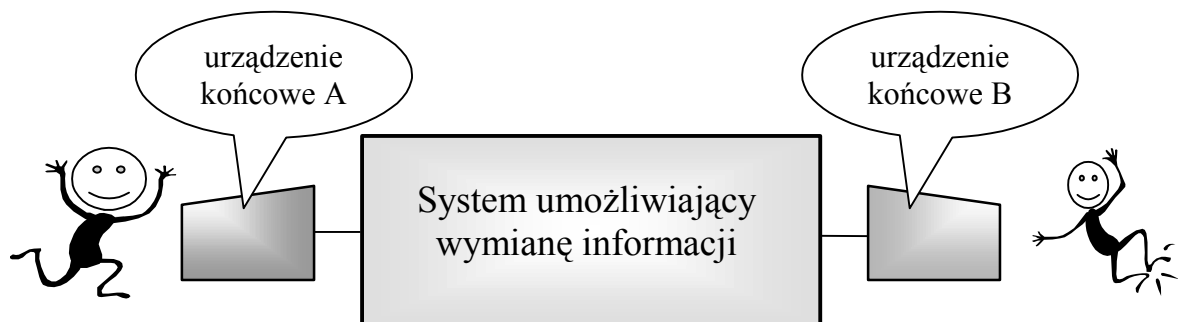 urządzenie
końcowe A
urządzenie
końcowe B
System umożliwiający
wymianę informacji